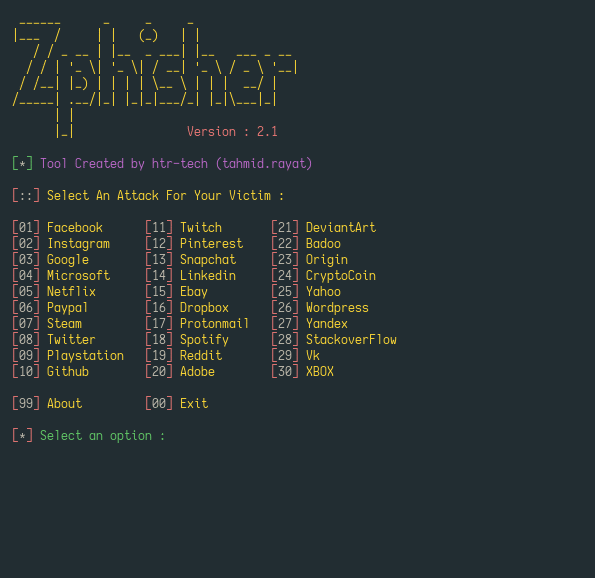 Zphisher
Version : 2.1
[*] Tool Created by htr-tech (tahmid.rayat)
[::] Select An Attack For Your Victim :
[01] Facebook [11] Twitch [21] DeviantArt
[02] Instagram [12] Pinterest [22] Badoo
[03] Google [13] Snapchat [23] Origin
[04] Microsoft [14] Linkedin [24] CryptoCoin
[05] Netflix [15] Ebay [25] Yahoo
[06] Paypal [16] Dropbox [26] Wordpress
[07] Steam [17] Protonmail [27] Yandex
[08] Twitter [18] Spotify [28] StackoverFlow
[09] Playstation [19] Reddit [29] Vk
[10] Github [20] Adobe [30] XBOX
[99] About [00] Exit
[*] Select an option :